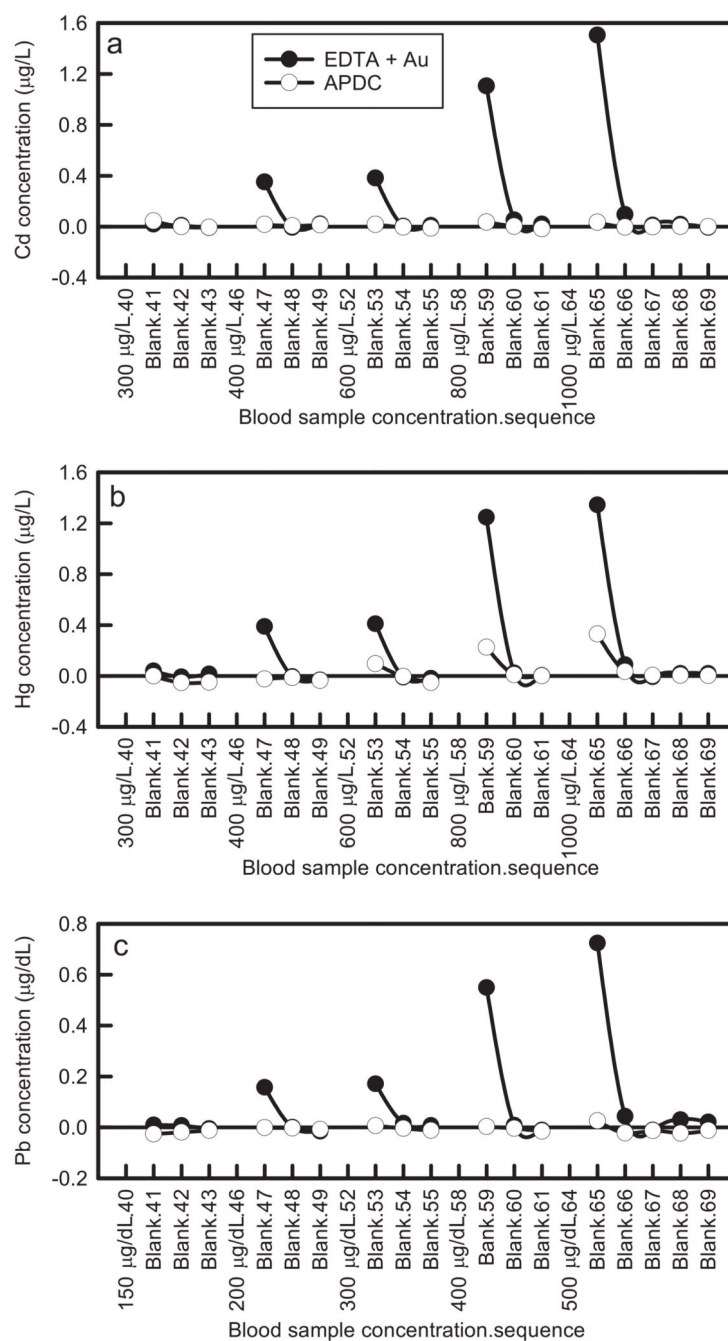 a
EDTA + Au
APDC
Cd concentration (μg/L)
1.6
1.2
0.8
0.4
0.0
-0.4
300 μg/L.40
Blank.41
Blank.42
Blank.43
400 μg/L.46
Blank.47
Blank.48
Blank.49
600 μg/L.52
Blank.53
Blank.54
Blank.55
800 μg/L.58
Bank.59
Blank.60
Blank.61
1000 μg/L.64
Blank.65
Blank.66
Blank.67
Blank.68
Blank.69
Blood sample concentration.sequence
b
Hg concentration (μg/L)
1.6
1.2
0.8
0.4
0.0
-0.4
300 μg/L.40
Blank.41
Blank.42
Blank.43
400 μg/L.46
Blank.47
Blank.48
Blank.49
600 μg/L.52
Blank.53
Blank.54
Blank.55
800 μg/L.58
Bank.59
Blank.60
Blank.61
1000 μg/L.64
Blank.65
Blank.66
Blank.67
Blank.68
Blank.69
Blood sample concentration.sequence
c
Pb concentration (μg/dL)
0.8
0.6
0.4
0.2
0.0
-0.2
150 μg/dL.40
Blank.41
Blank.42
Blank.43
200 μg/dL.46
Blank.47
Blank.48
Blank.49
300 μg/dL.52
Blank.53
Blank.54
Blank.55
400 μg/dL.58
Bank.59
Blank.60
Blank.61
500 μg/dL.64
Blank.65
Blank.66
Blank.67
Blank.68
Blank.69
Blood sample concentration.sequence